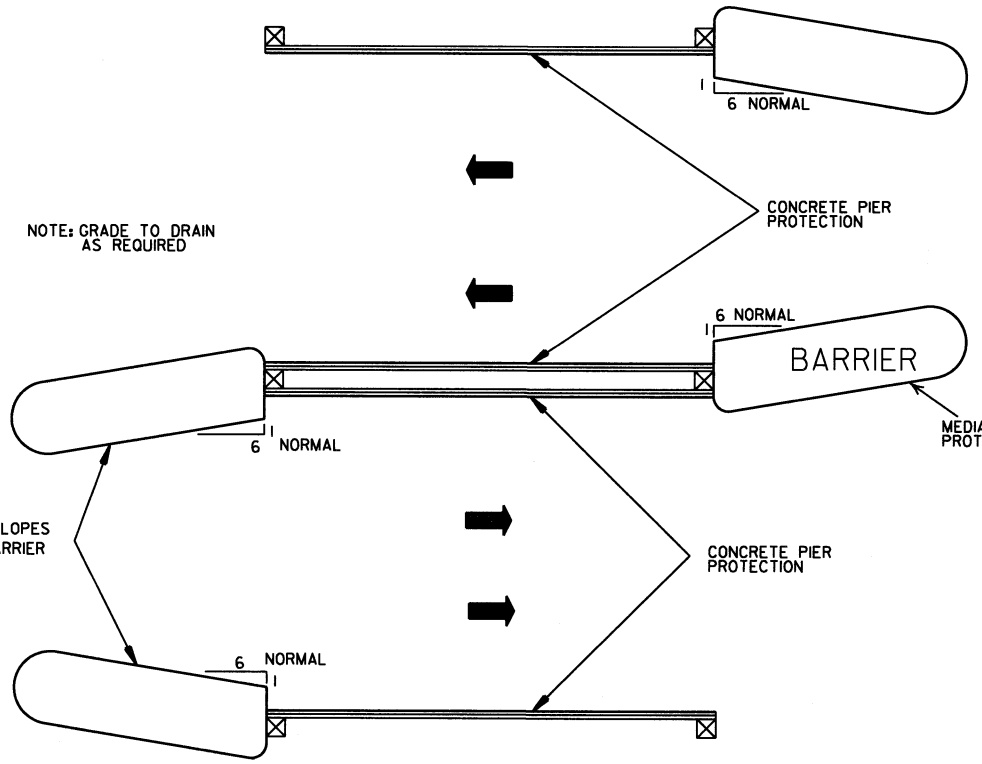 1
6 NORMAL
CONCRETE PIER
PROTECTION
NOTE: GRADE TO DRAIN
AS REQUIRED
6 NORMAL
1
BARRIER
1
6 NORMAL
CONCRETE PIER
PROTECTION
6 NORMAL
1